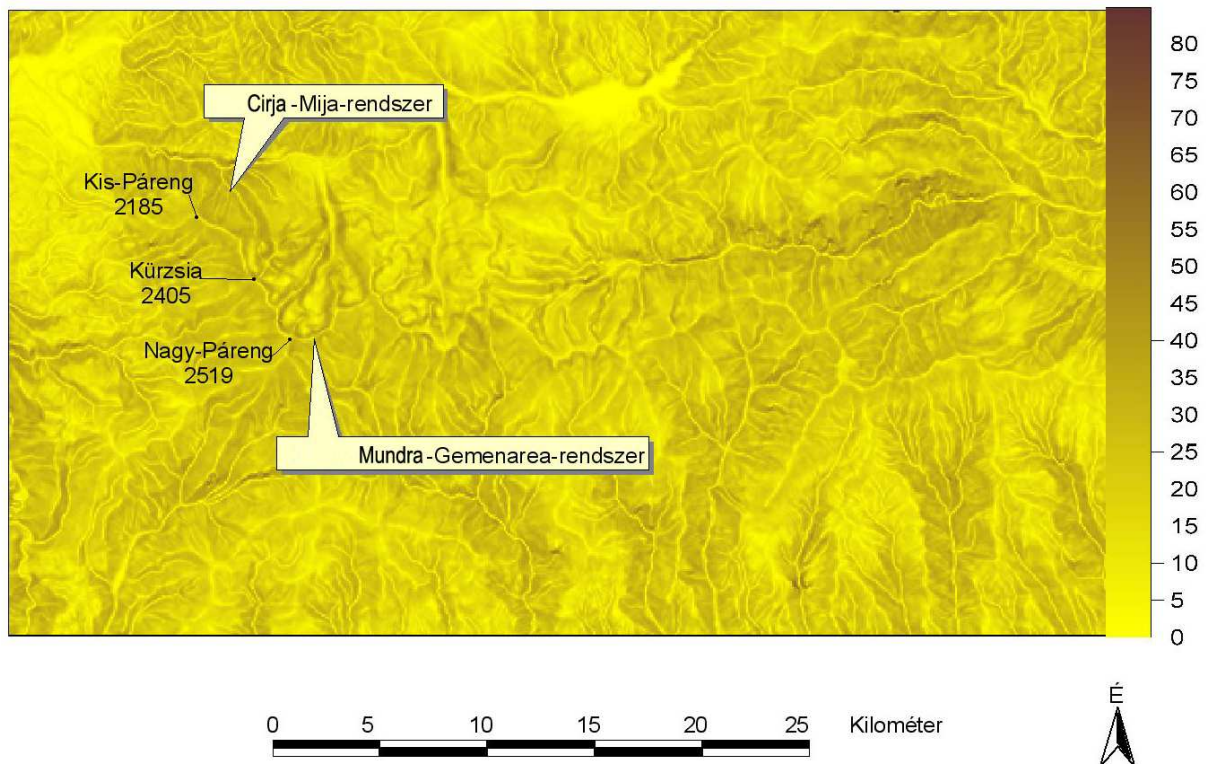 Cirja -Mija-rendszer
Kis-Páreng
2185
Kürzsia
2405
Nagy-Páreng
2519
Mundra -Gemenarea-rendszer
80
75
70
65
60
55
50
45
40
35
30
25
20
15
10
5
0
0 5 10 15 20 25 Kilométer
É